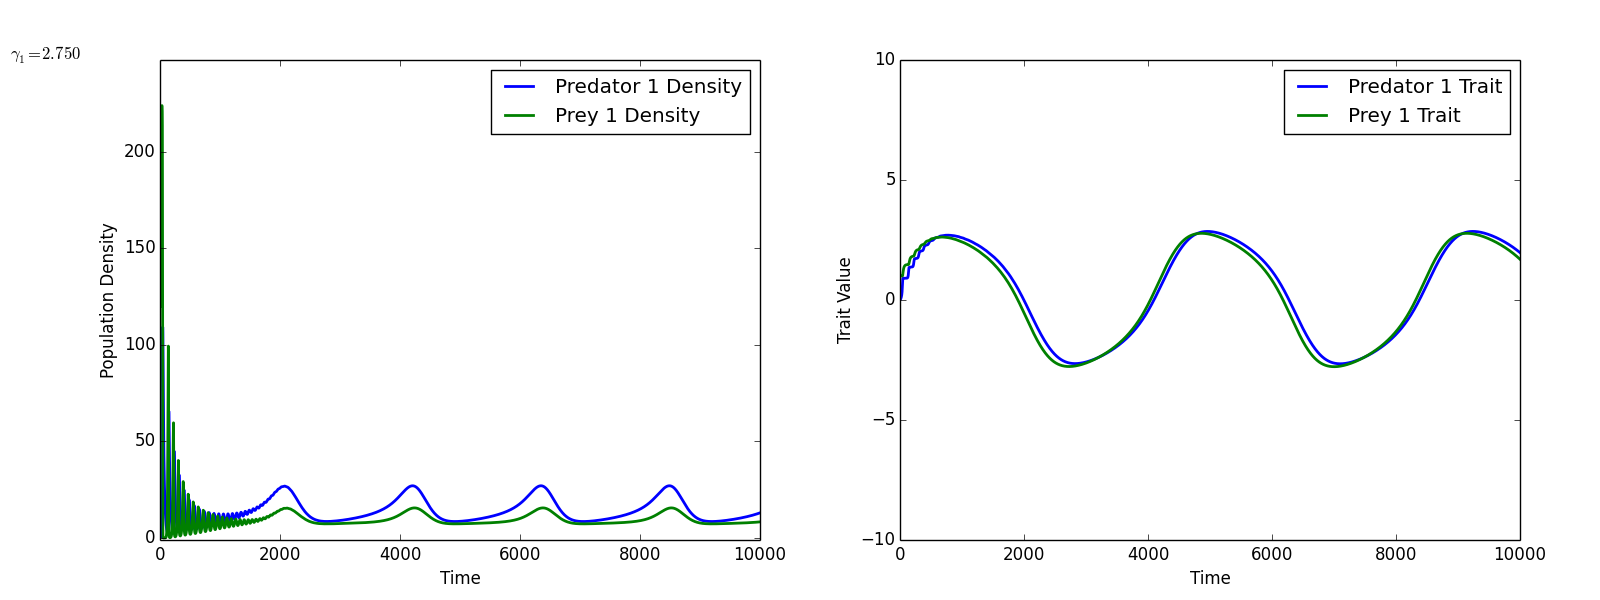 γ₁=2.750
Predator 1 Density
Prey 1 Density
200
150
100
50
0
Population Density
0 2000 4000 6000 8000 10000
Time
Predator 1 Trait
Prey 1 Trait
10
5
0
−5
−10
Trait Value
0 2000 4000 6000 8000 10000
Time